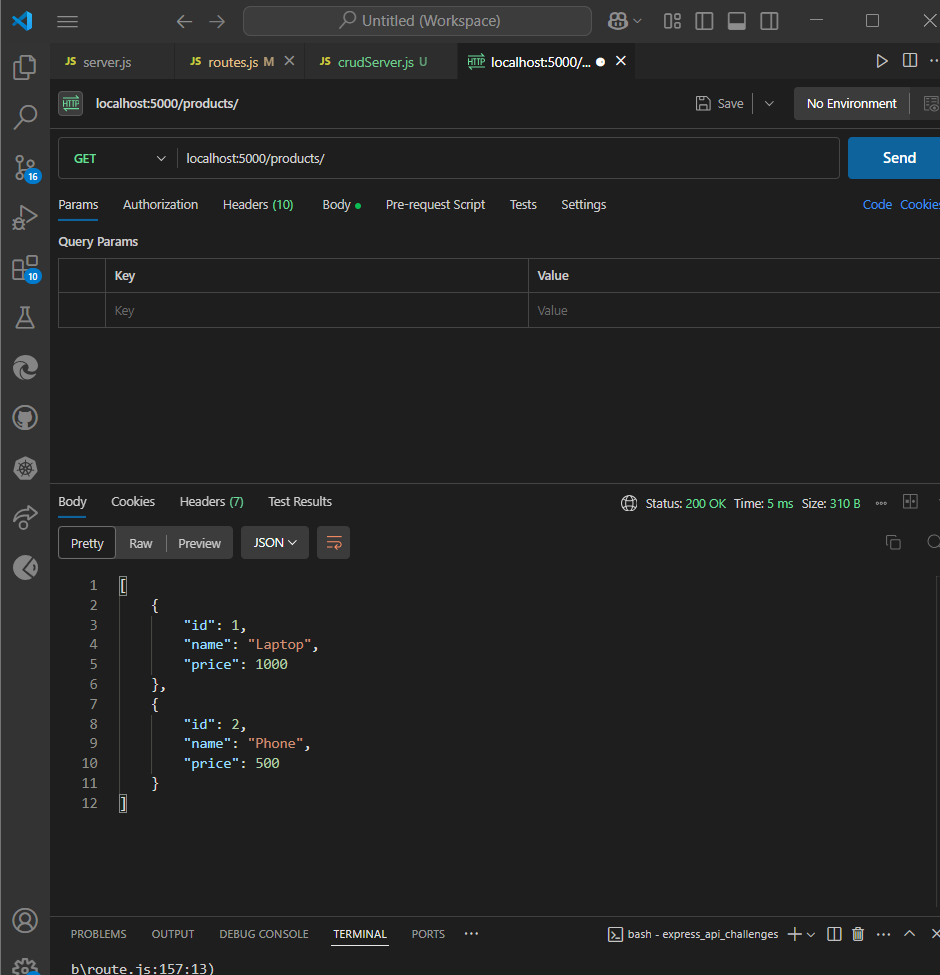 Untitled (Workspace)
JS server.js
JS routes.js M
JS crudServer.js U
HTTP localhost:5000/...
HTTP localhost:5000/products/
Save
No Environment
GET
localhost:5000/products/
Send
Params Authorization Headers (10) Body Pre-request Script Tests Settings
Code Cookies
Query Params
Key Value
Key Value
16
10
Body Cookies Headers (7) Test Results
Status: 200 OK Time: 5 ms Size: 310 B
Pretty Raw Preview JSON
1 [
2 {
3 "id": 1,
4 "name": "Laptop",
5 "price": 1000
6 },
7 {
8 "id": 2,
9 "name": "Phone",
10 "price": 500
11 }
12 ]
PROBLEMS OUTPUT DEBUG CONSOLE TERMINAL PORTS
bash - express_api_challenges
b\route.js:157:13)